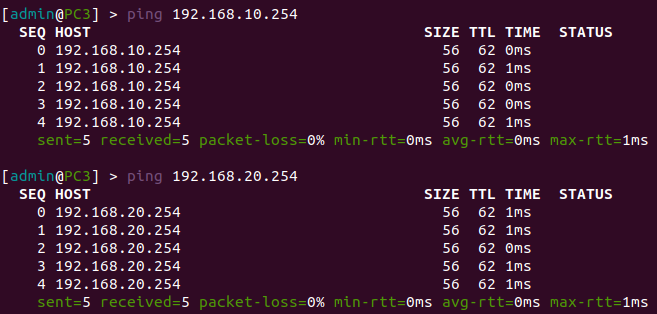 [admin@PC3] > ping 192.168.10.254
SEQ HOST SIZE TTL TIME STATUS
0 192.168.10.254 56 62 0ms
1 192.168.10.254 56 62 1ms
2 192.168.10.254 56 62 0ms
3 192.168.10.254 56 62 0ms
4 192.168.10.254 56 62 1ms
sent=5 received=5 packet-loss=0% min-rtt=0ms avg-rtt=0ms max-rtt=1ms
[admin@PC3] > ping 192.168.20.254
SEQ HOST SIZE TTL TIME STATUS
0 192.168.20.254 56 62 1ms
1 192.168.20.254 56 62 1ms
2 192.168.20.254 56 62 0ms
3 192.168.20.254 56 62 1ms
4 192.168.20.254 56 62 1ms
sent=5 received=5 packet-loss=0% min-rtt=0ms avg-rtt=0ms max-rtt=1ms